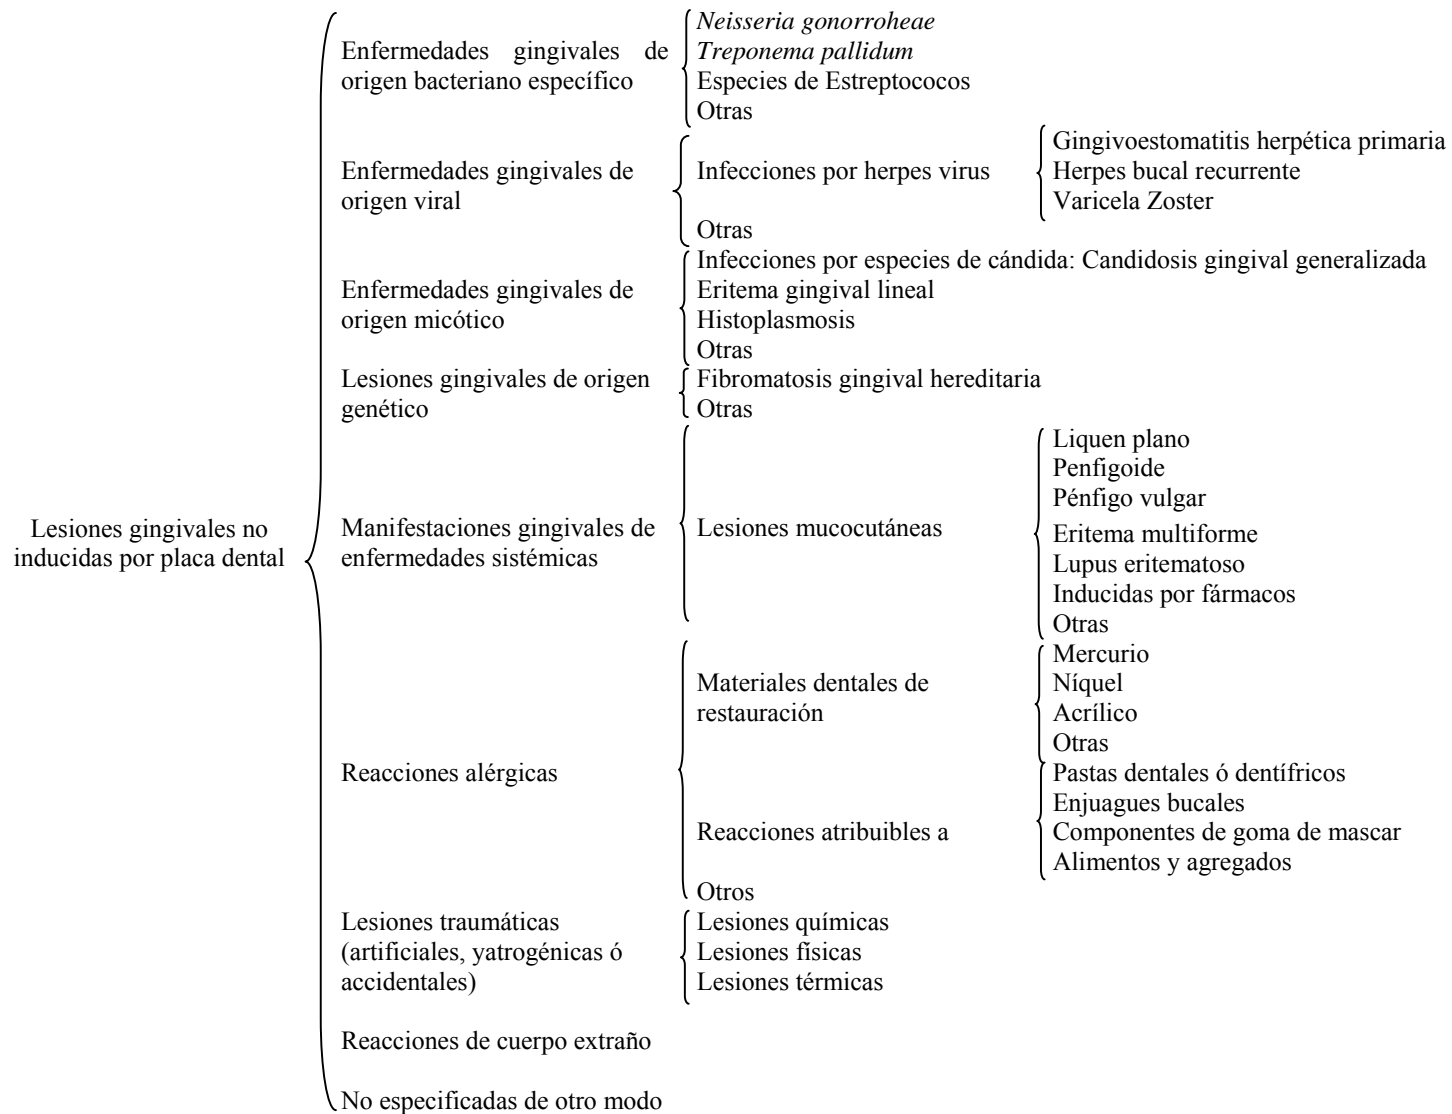 Lesiones gingivales no
inducidas por placa dental
Enfermedades gingivales de
origen bacteriano específico
Neisseria gonorroheae
Treponema pallidum
Especies de Estreptococos
Otras
Enfermedades gingivales de
origen viral
Infecciones por herpes virus
Gingivoestomatitis herpética primaria
Herpes bucal recurrente
Varicela Zoster
Otras
Enfermedades gingivales de
origen micótico
Infecciones por especies de cándida: Candidosis gingival generalizada
Eritema gingival lineal
Histoplasmosis
Otras
Lesiones gingivales de origen
genético
Fibromatosis gingival hereditaria
Otras
Manifestaciones gingivales de
enfermedades sistémicas
Lesiones mucocutáneas
Liquen plano
Penfigoide
Pénfigo vulgar
Eritema multiforme
Lupus eritematoso
Inducidas por fármacos
Otras
Reacciones alérgicas
Materiales dentales de
restauración
Mercurio
Níquel
Acrílico
Otras
Reacciones atribuibles a
Pastas dentales ó dentífricos
Enjuagues bucales
Componentes de goma de mascar
Alimentos y agregados
Otros
Lesiones traumáticas
(artificiales, yatrogénicas ó
accidentales)
Lesiones químicas
Lesiones físicas
Lesiones térmicas
Reacciones de cuerpo extraño
No especificadas de otro modo